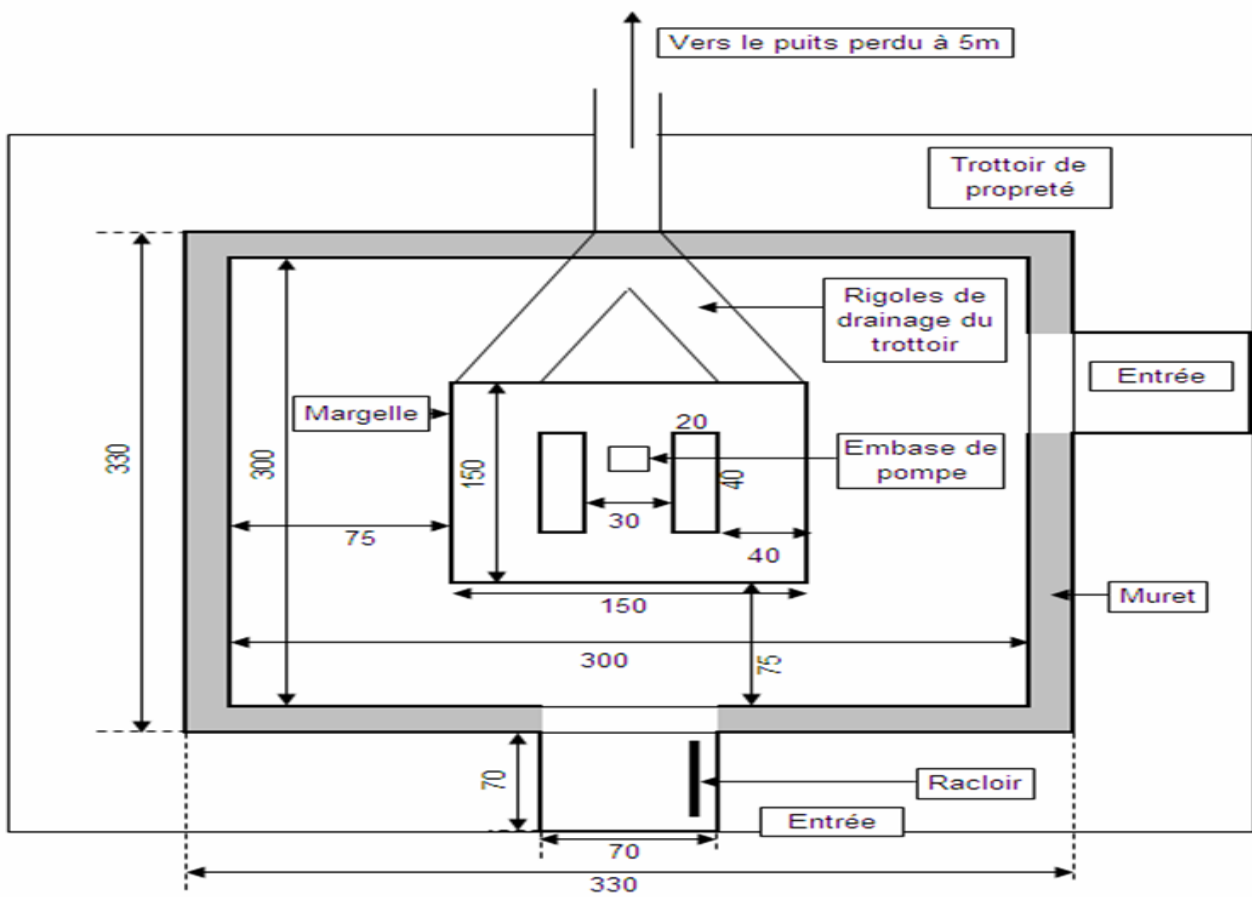 Vers le puits perdu à 5m
Trottoir de
propreté
Rigoles de
drainage du
trottoir
Entrée
Margelle
20
Embase de
pompe
330
300
150
40
30
75
40
150
Muret
300
75
70
Racloir
Entrée
70
330